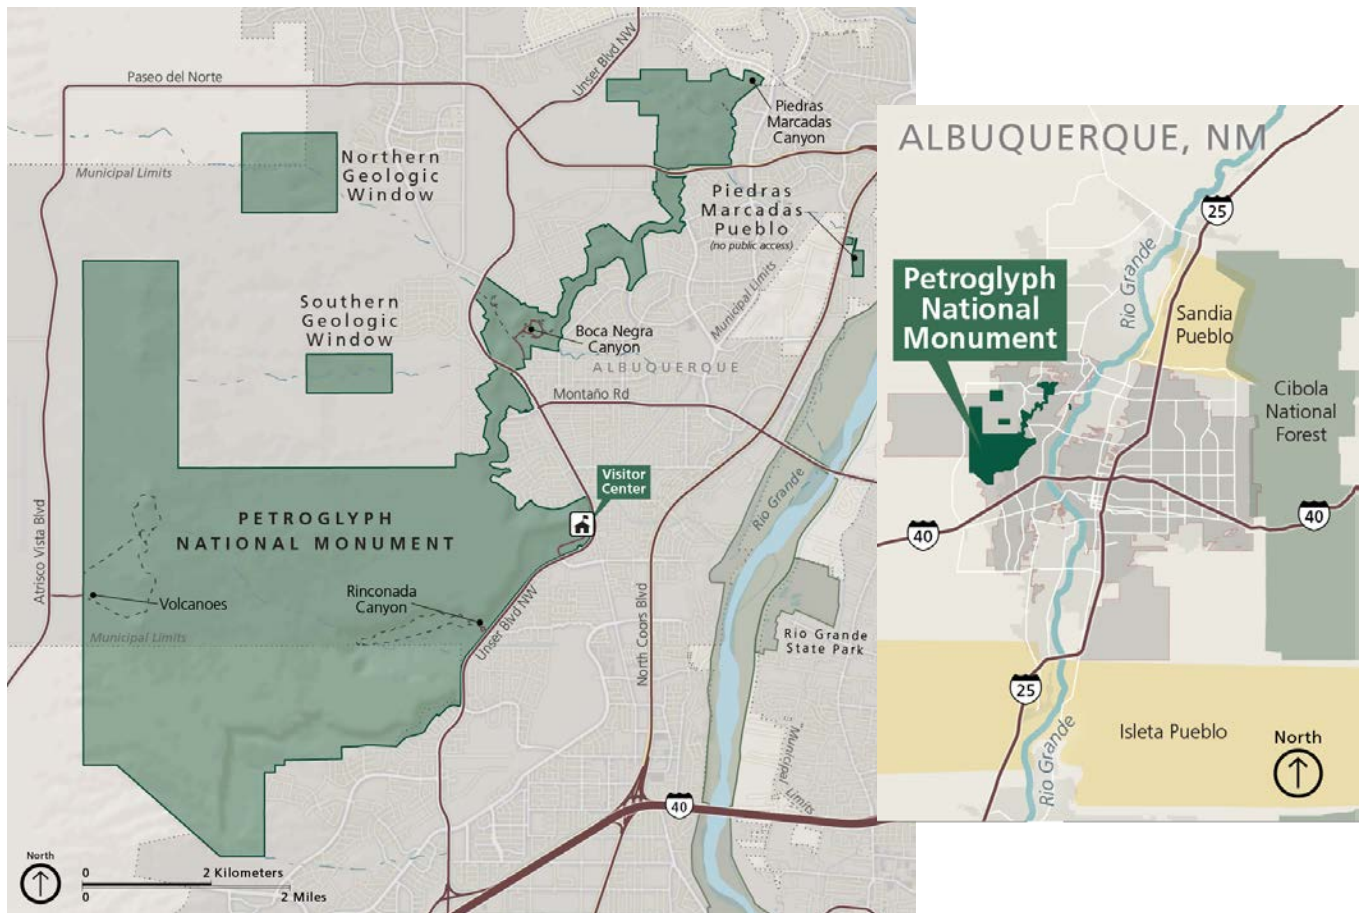 Paseo del Norte
Unser Blvd NW
Piedras
Marcadas
Canyon
Northern
Geologic
Window
Municipal Limits
Piedras
Marcadas
Pueblo
(no public access)
Municipal Limits
Southern
Geologic
Window
Boca Negra
Canyon
ALBUQUERQUE
Montaño Rd
Visitor
Center
Rio Grande
PETROGLYPH
NATIONAL MONUMENT
Atrisco Vista Blvd
Volcanoes
Rinconada
Canyon
Unser Blvd NW
North Coors Blvd
Municipal Limits
Rio Grande
State Park
Municipal
Limits
40
North
0
2 Kilometers
0
2 Miles
ALBUQUERQUE, NM
25
Rio Grande
Petroglyph
National
Monument
Sandia
Pueblo
Cibola
National
Forest
40
40
25
Isleta Pueblo
Rio Grande
North